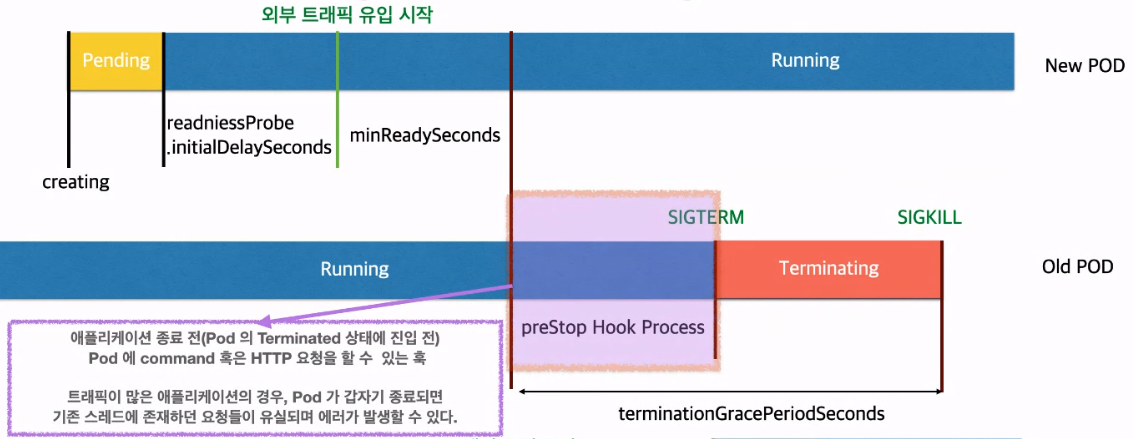 외부 트래픽 유입 시작
Pending
Running
New POD
readniessProbe
.initialDelaySeconds
minReadySeconds
creating
SIGTERM
SIGKILL
Running
Terminating
Old POD
preStop Hook Process
애플리케이션 종료 전(Pod 의 Terminated 상태에 진입 전)
Pod 에 command 혹은 HTTP 요청을 할 수 있는 훅
트래픽이 많은 애플리케이션의 경우, Pod 가 갑자기 종료되면
기존 스레드에 존재하던 요청들이 유실되며 에러가 발생할 수 있다.
terminationGracePeriodSeconds